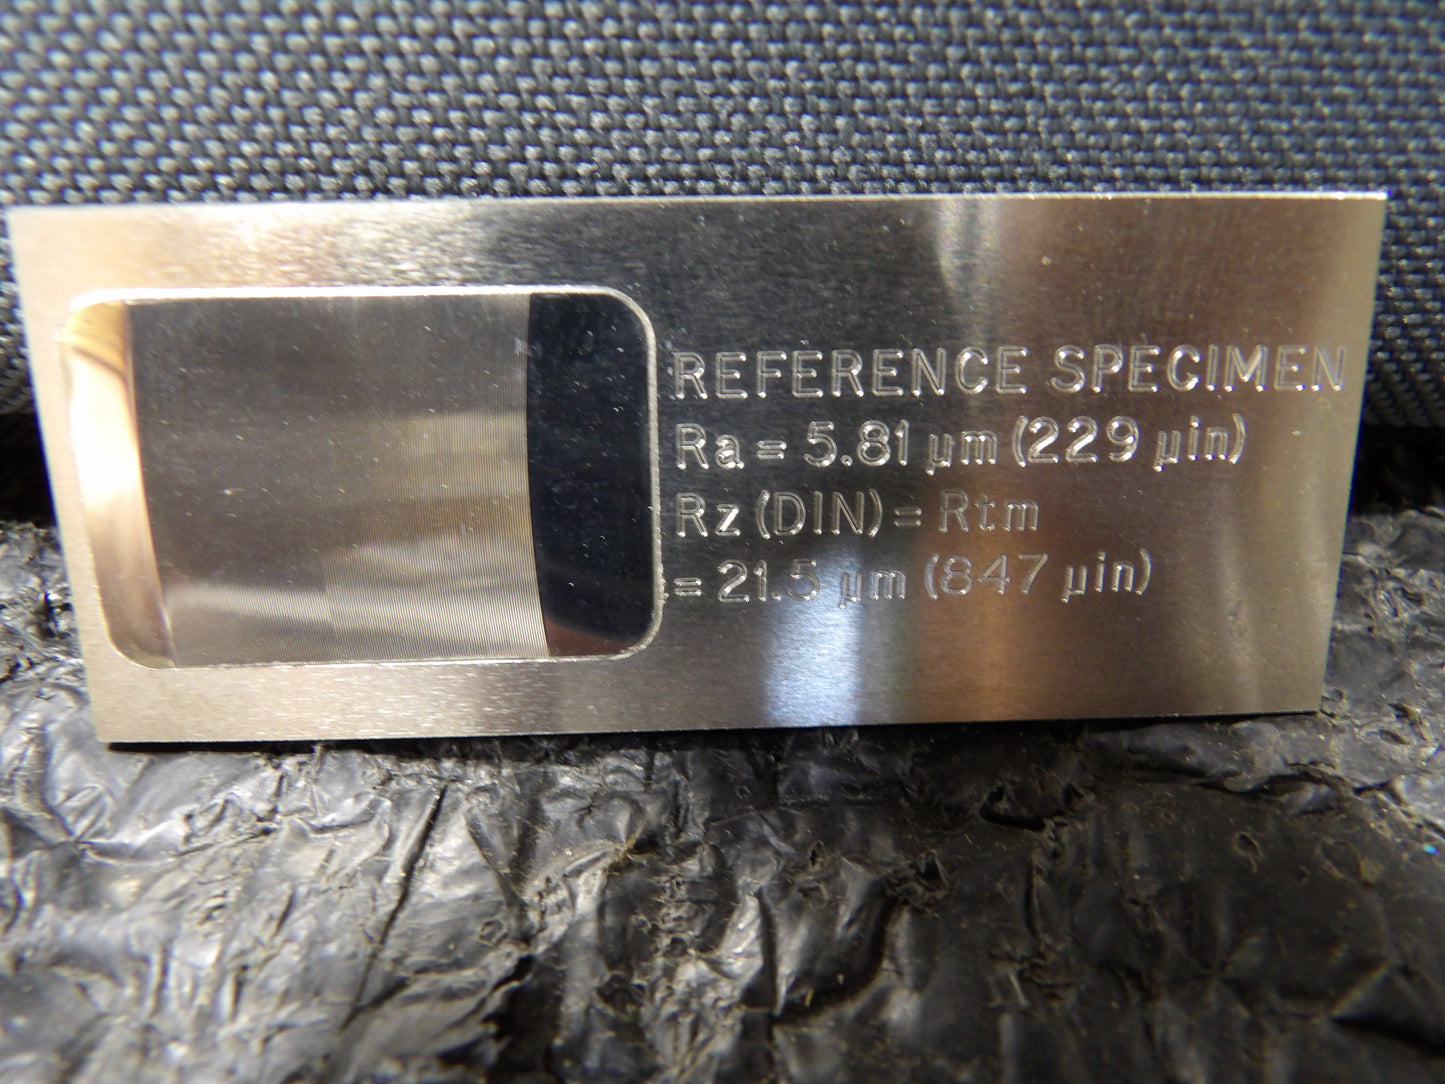 REFERENCE SPECIMEN
Ra = 5.81 µm (229 µin)
Rz (DIN) = Rtm
= 21.5 µm (847 µin)